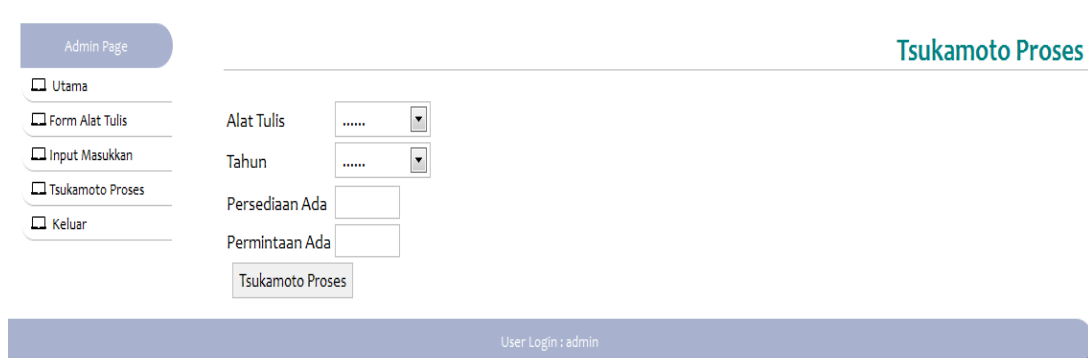 Admin Page
Utama
Form Alat Tulis
Input Masukkan
Tsukamoto Proses
Keluar
Tsukamoto Proses
Alat Tulis ......
Tahun ......
Persediaan Ada
Permintaan Ada
Tsukamoto Proses
User Login : admin